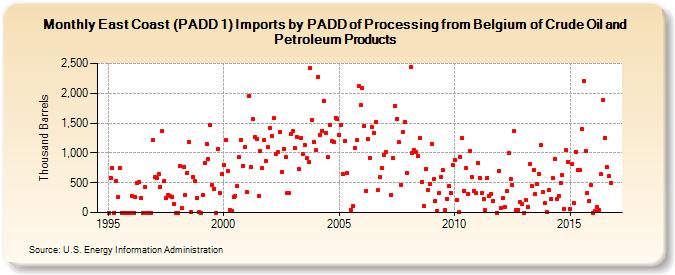 Monthly East Coast (PADD 1) Imports by PADD of Processing from Belgium of Crude Oil and
Petroleum Products
Thousand Barrels
2,500
2,000
1,500
1,000
500
0
1995 2000 2005 2010 2015
Source: U.S. Energy Information Administration